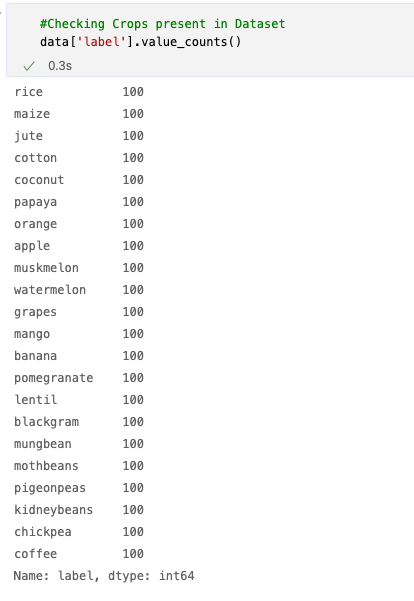 #Checking Crops present in Dataset
data['label'].value_counts()
0.3s
rice 100
maize 100
jute 100
cotton 100
coconut 100
papaya 100
orange 100
apple 100
muskmelon 100
watermelon 100
grapes 100
mango 100
banana 100
pomegranate 100
lentil 100
blackgram 100
mungbean 100
mothbeans 100
pigeonpeas 100
kidneybeans 100
chickpea 100
coffee 100
Name: label, dtype: int64